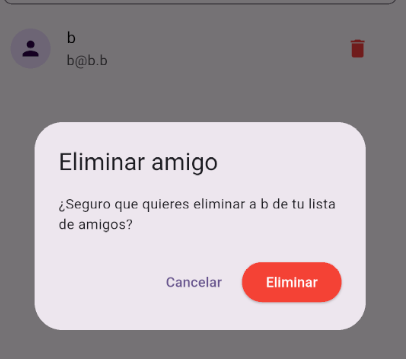 b
b@b.b
Eliminar amigo
¿Seguro que quieres eliminar a b de tu lista
de amigos?
Cancelar
Eliminar